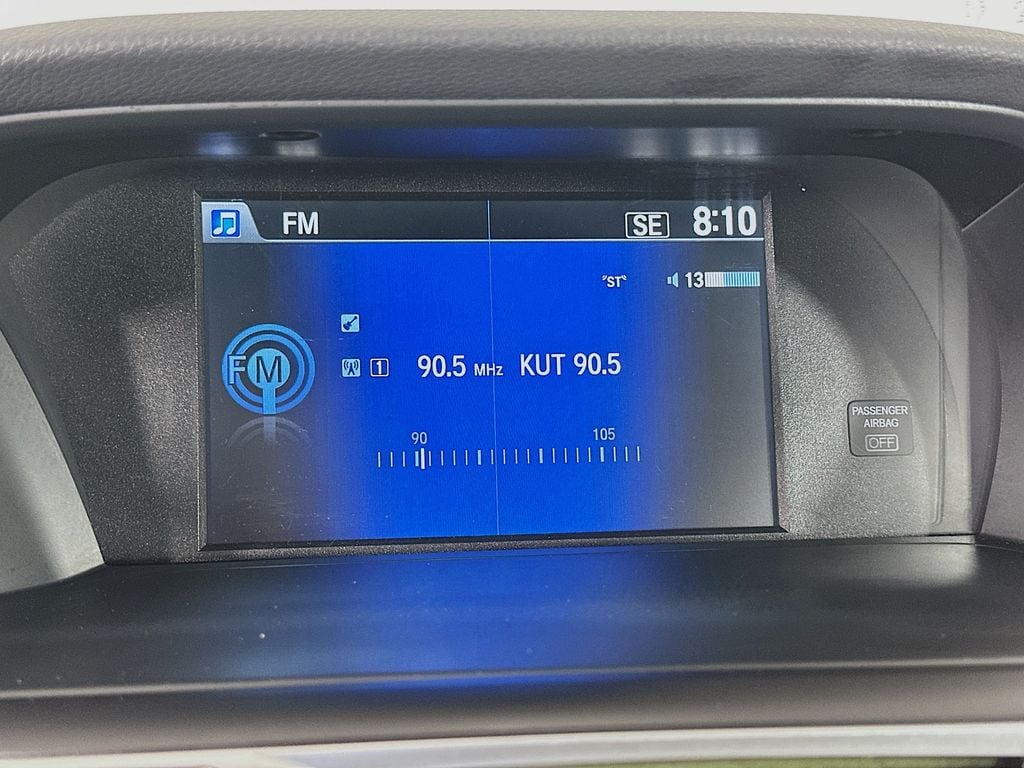 FM SE 8:10
"ST" 13
FM
1 90.5 MHz KUT 90.5
90 105
PASSENGER
AIRBAG
OFF